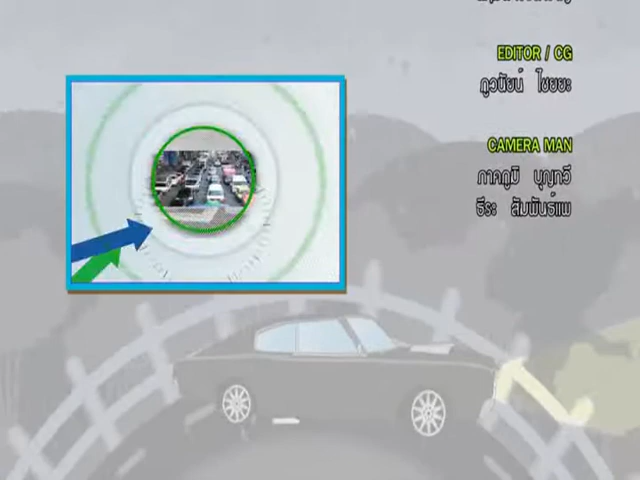 EDITOR / CG
ภูวนัยน์ ไชยยะ
CAMERA MAN
ภาคภูมิ บุญทวี
ธีระ สัมพันธ์แพ